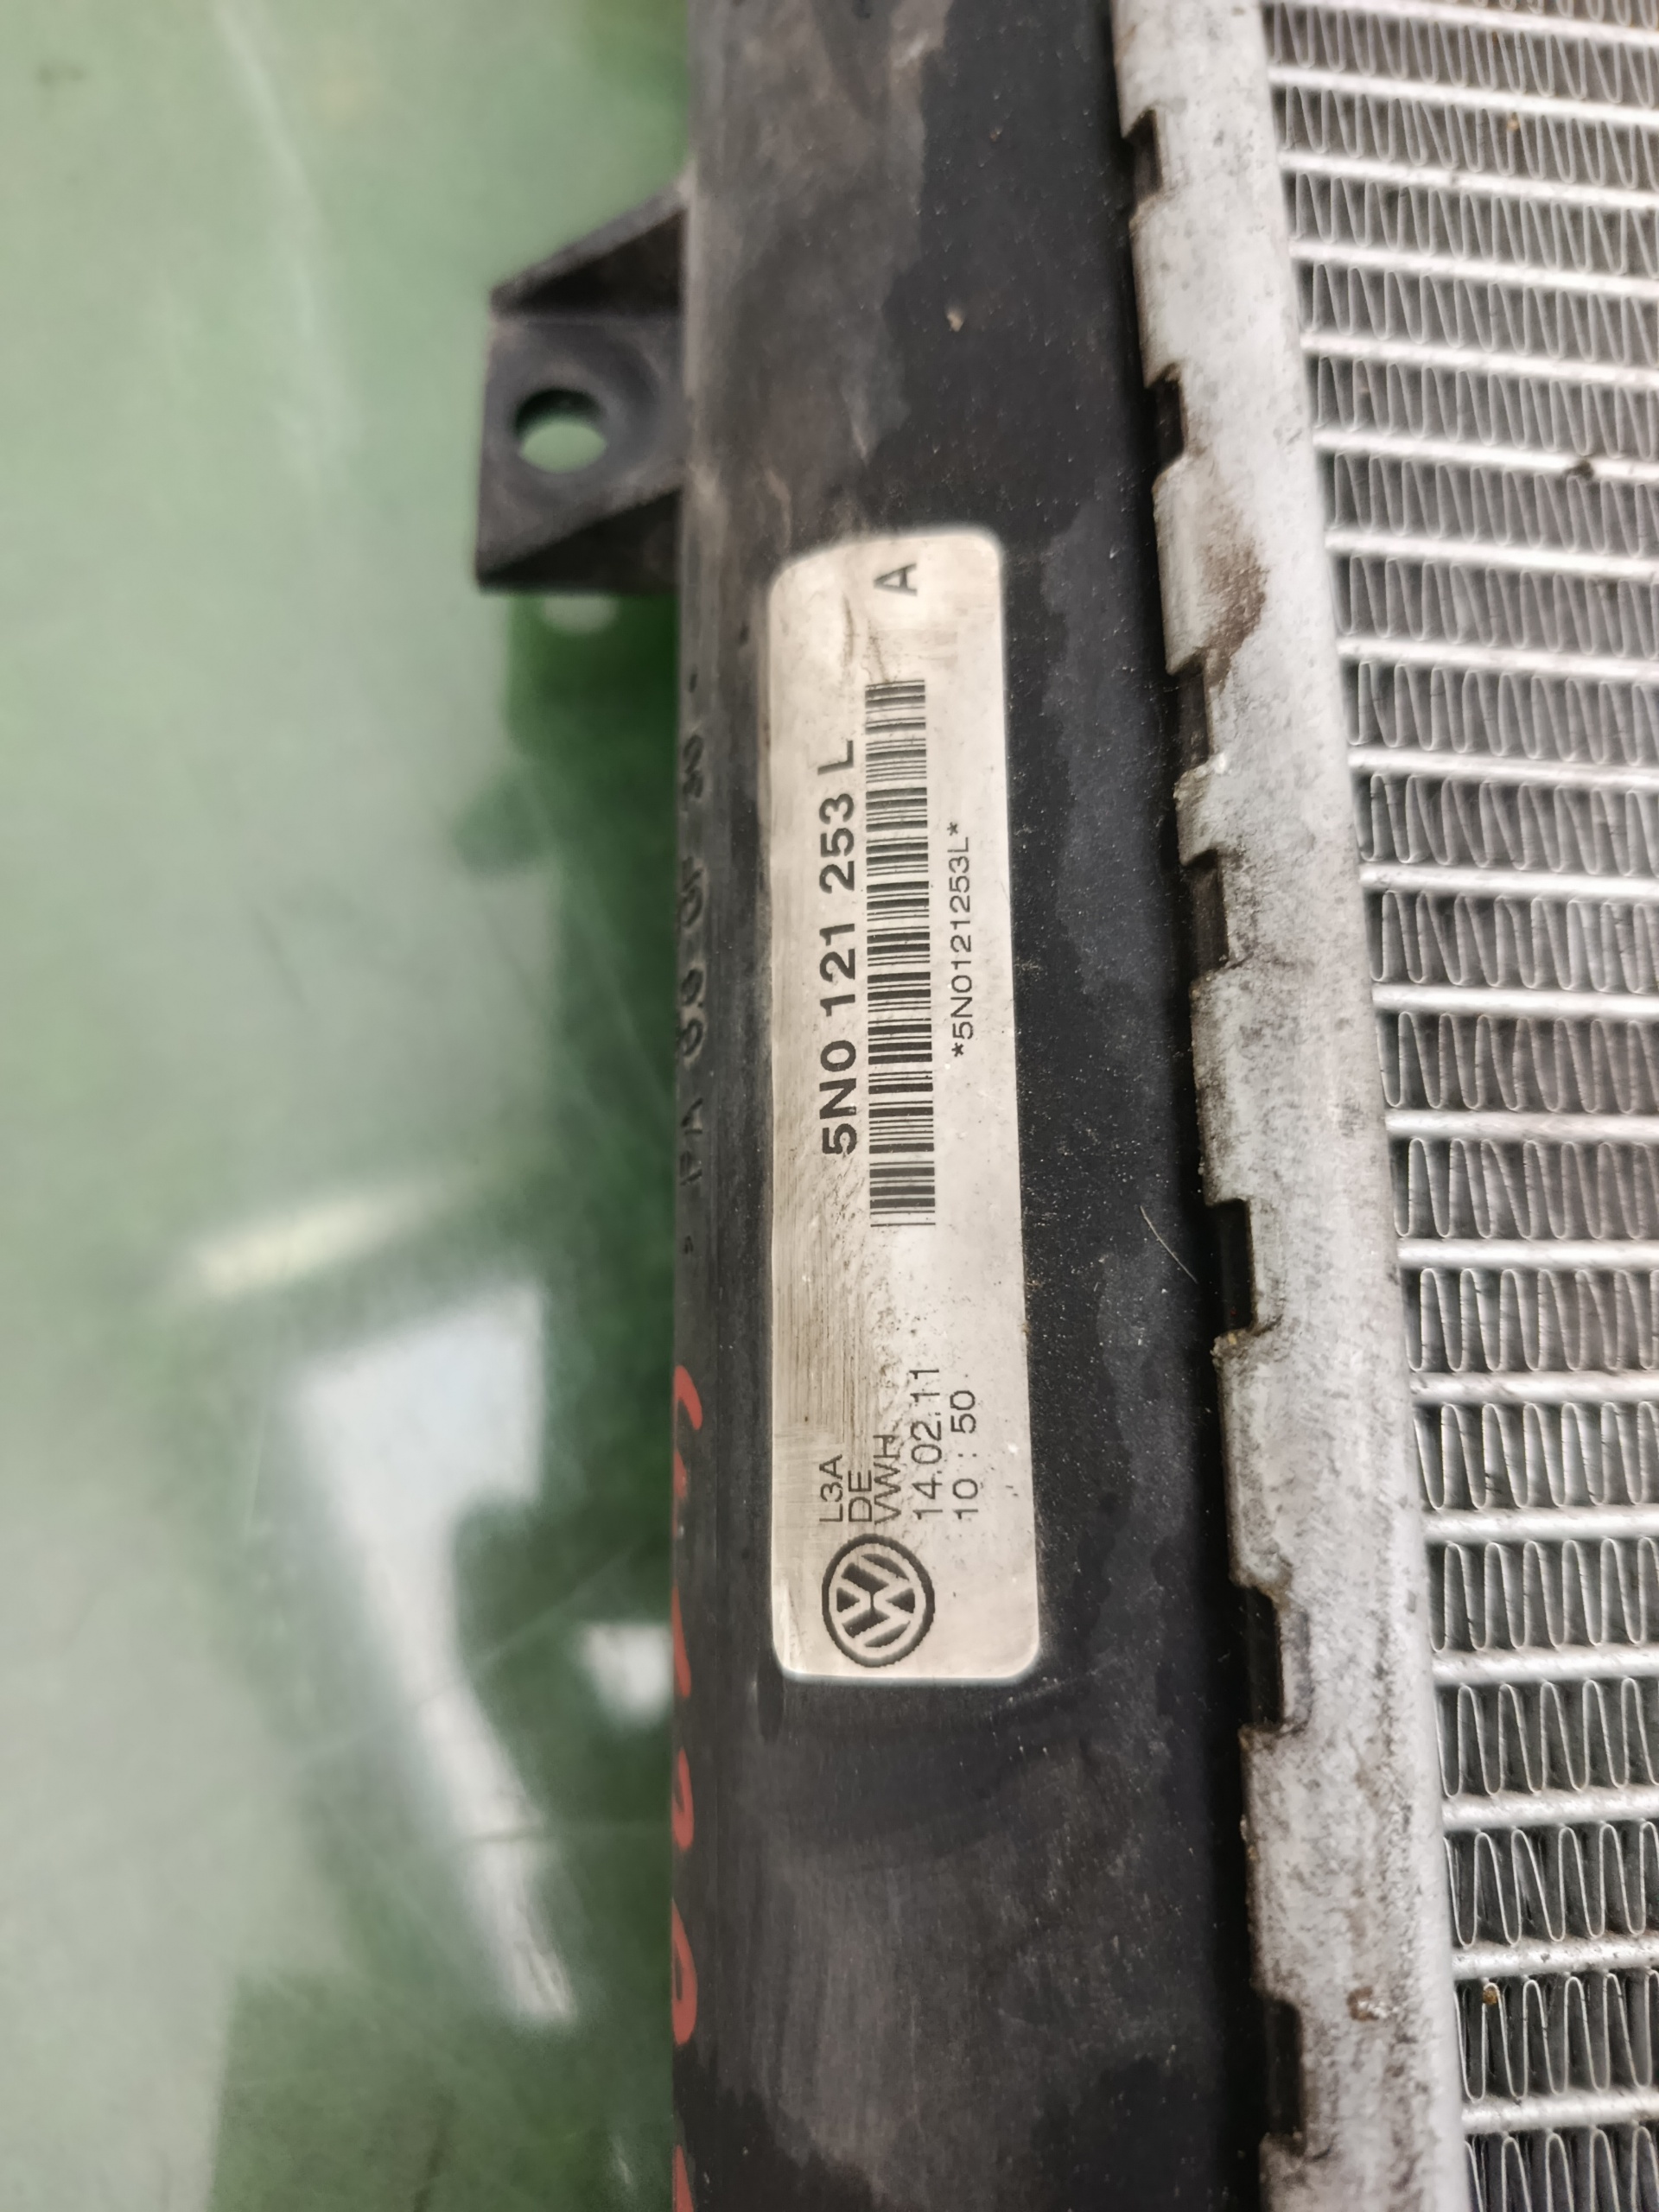 A
5N0 121 253 L
*5N0121253L*
L3A
DE
VWH
14.02.11
10 : 50